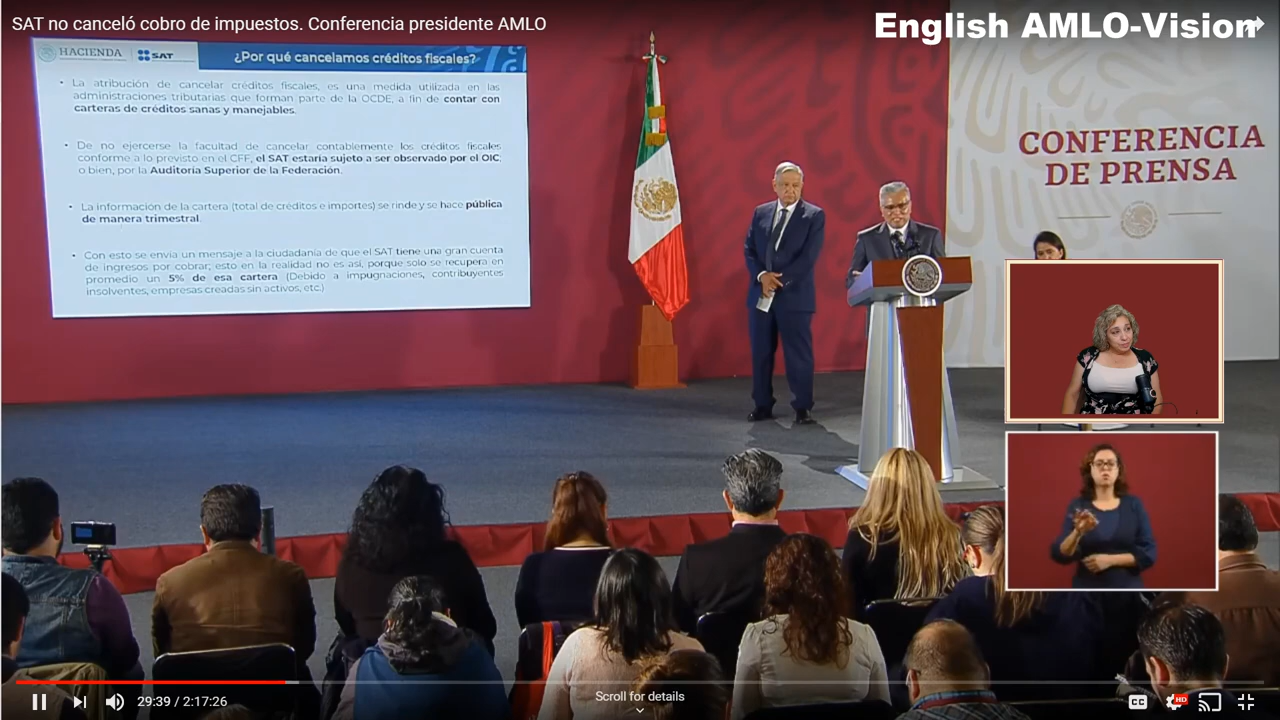 SAT no canceló cobro de impuestos. Conferencia presidente AMLO
English AMLO-Vision
HACIENDA
SAT
¿Por qué cancelamos créditos fiscales?
• La atribución de cancelar créditos fiscales, es una medida utilizada en las
administraciones tributarias que forman parte de la OCDE, a fin de contar con
carteras de créditos sanas y manejables.
• De no ejercerse la facultad de cancelar contablemente los créditos fiscales
conforme a lo previsto en el CFF, el SAT estaría sujeto a ser observado por el OIC;
o bien, por la Auditoría Superior de la Federación.
• La información de la cartera (total de créditos e importes) se rinde y se hace pública
de manera trimestral.
• Con esto se envía un mensaje a la ciudadanía de que el SAT tiene una gran cuenta
de ingresos por cobrar; esto en la realidad no es así, porque solo se recupera en
promedio un 5% de esa cartera (Debido a impugnaciones, contribuyentes
insolventes, empresas creadas sin activos, etc.)
CONFERENCIA
DE PRENSA
29:39 / 2:17:26
Scroll for details
CC
HD